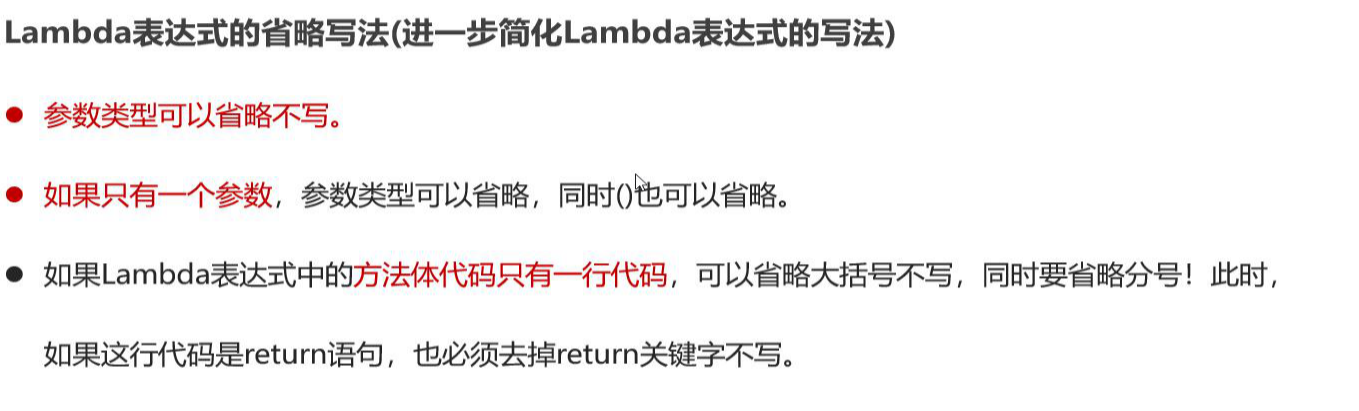 Lambda表达式的省略写法(进一步简化Lambda表达式的写法)
● 参数类型可以省略不写。
● 如果只有一个参数，参数类型可以省略，同时()也可以省略。
● 如果Lambda表达式中的方法体代码只有一行代码，可以省略大括号不写，同时要省略分号！此时，
如果这行代码是return语句，也必须去掉return关键字不写。